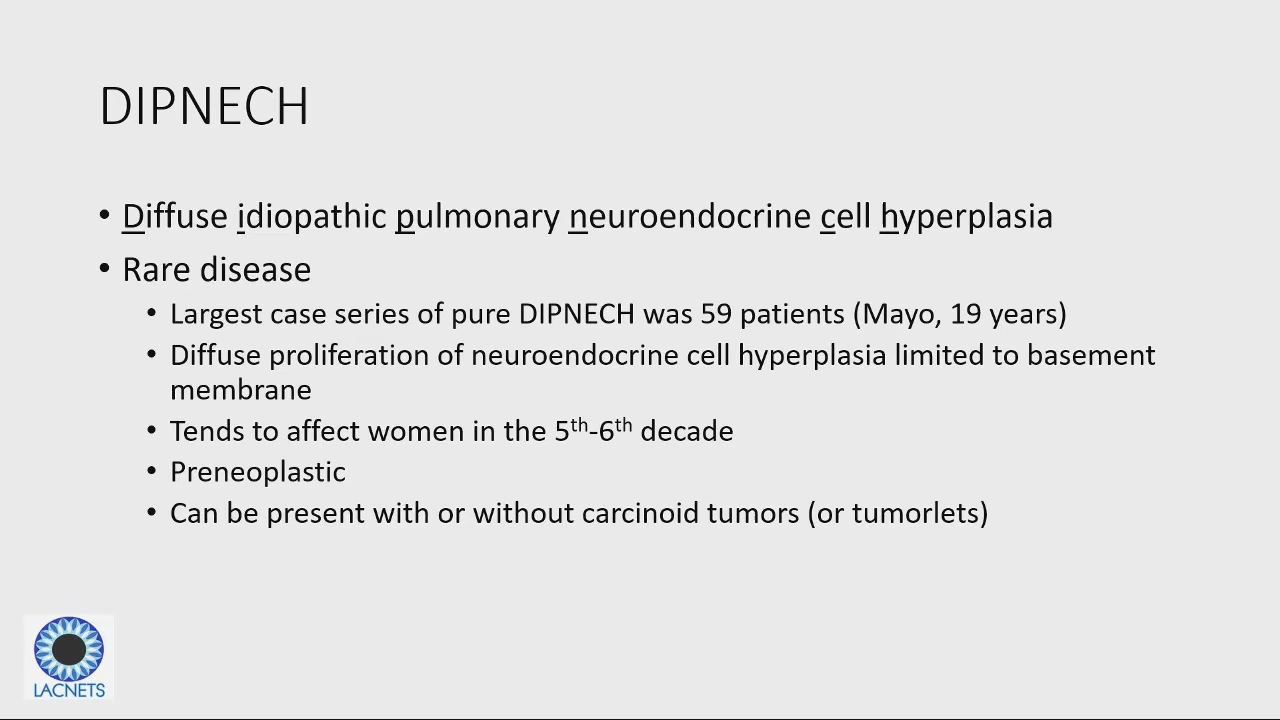 DIPNECH
• Diffuse idiopathic pulmonary neuroendocrine cell hyperplasia
• Rare disease
• Largest case series of pure DIPNECH was 59 patients (Mayo, 19 years)
• Diffuse proliferation of neuroendocrine cell hyperplasia limited to basement
membrane
• Tends to affect women in the 5th-6th decade
• Preneoplastic
• Can be present with or without carcinoid tumors (or tumorlets)
LACNETS